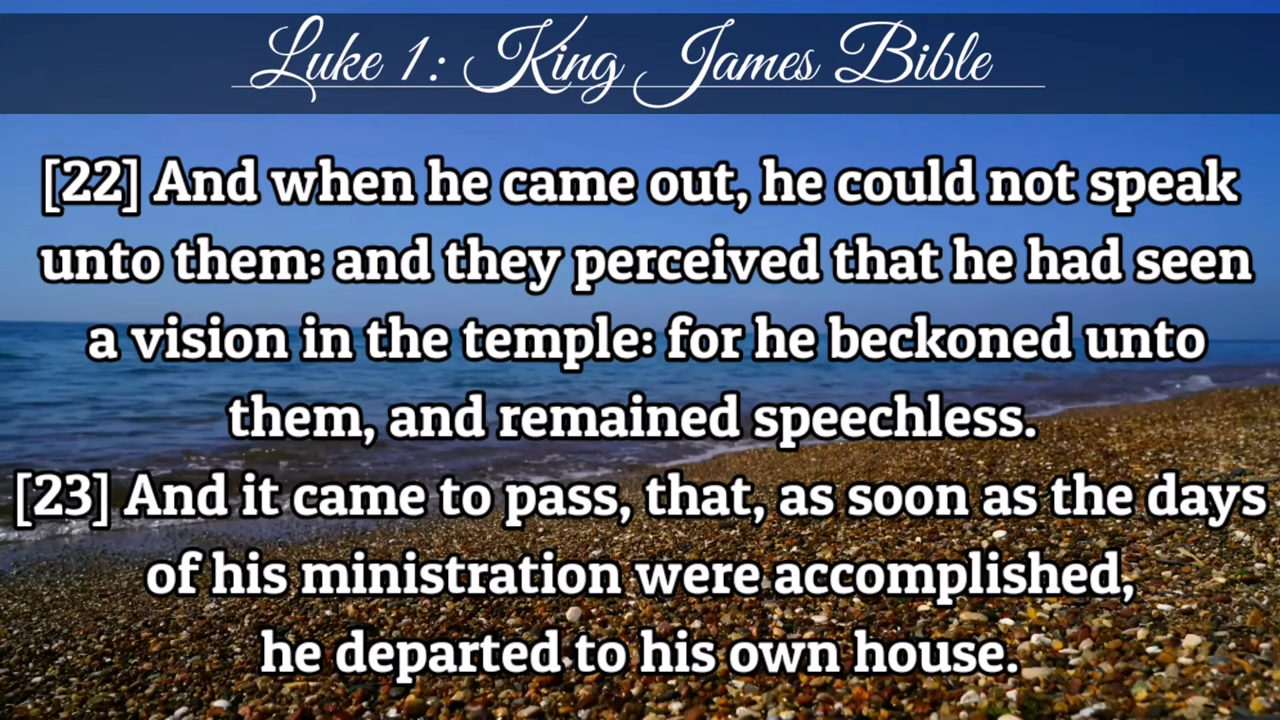 Luke 1: King James Bible
[22] And when he came out, he could not speak
unto them: and they perceived that he had seen
a vision in the temple: for he beckoned unto
them, and remained speechless.
[23] And it came to pass, that, as soon as the days
of his ministration were accomplished,
he departed to his own house.